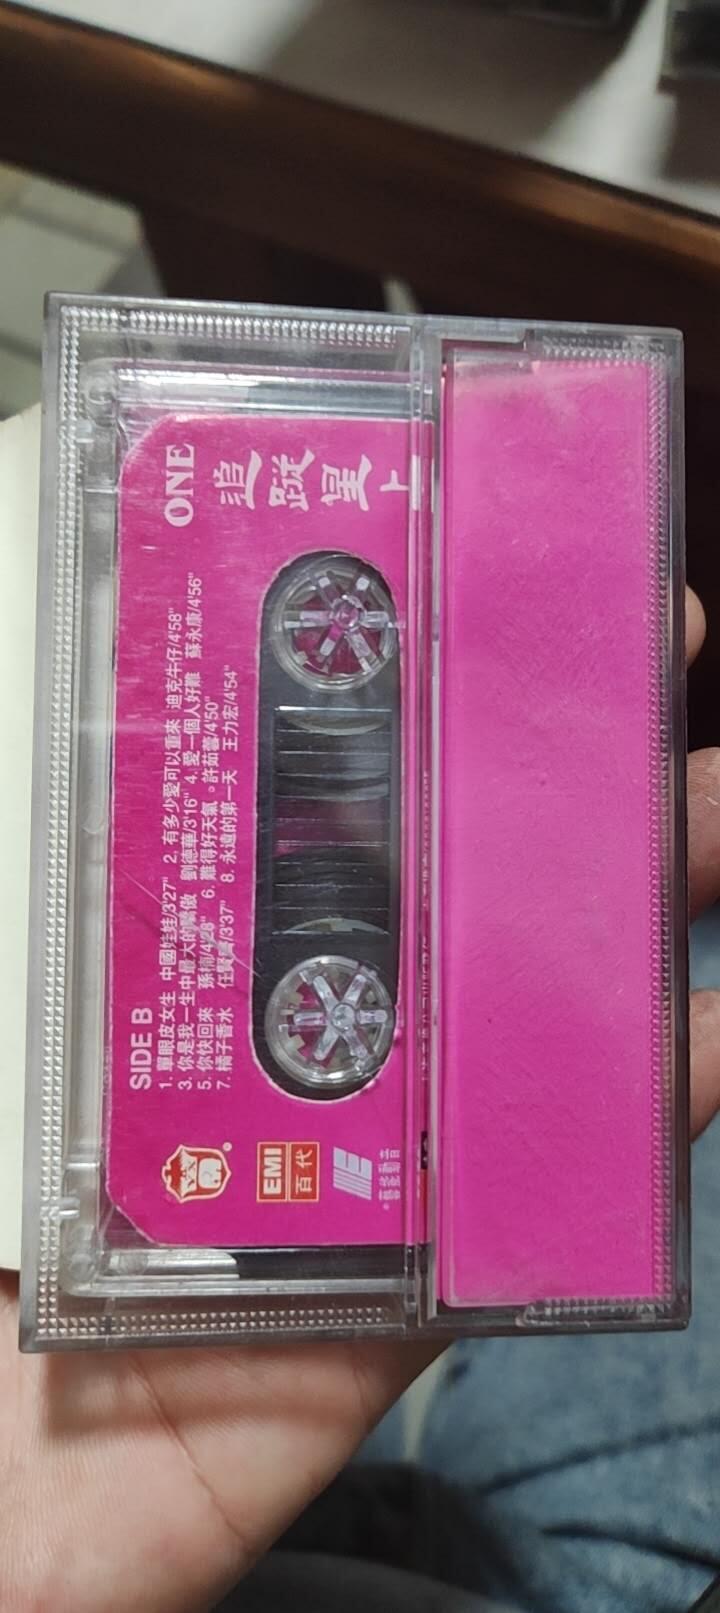 ONE
追蹤星上
SIDE B
1. 單眼皮女生 中國娃娃/3'27" 2. 有多少愛可以重來 迪克牛仔/4'58"
3. 你是我一生中最大的驕傲 劉德華/3'16" 4. 愛一個人好難 蘇永康/4'56"
5. 你快回來 孫楠/4'28" 6. 難得好天氣。許茹蕓/4'50"
7. 橘子香水 任賢齊/3'37" 8. 永遠的第一天 王力宏/4'54"
EMI
百代